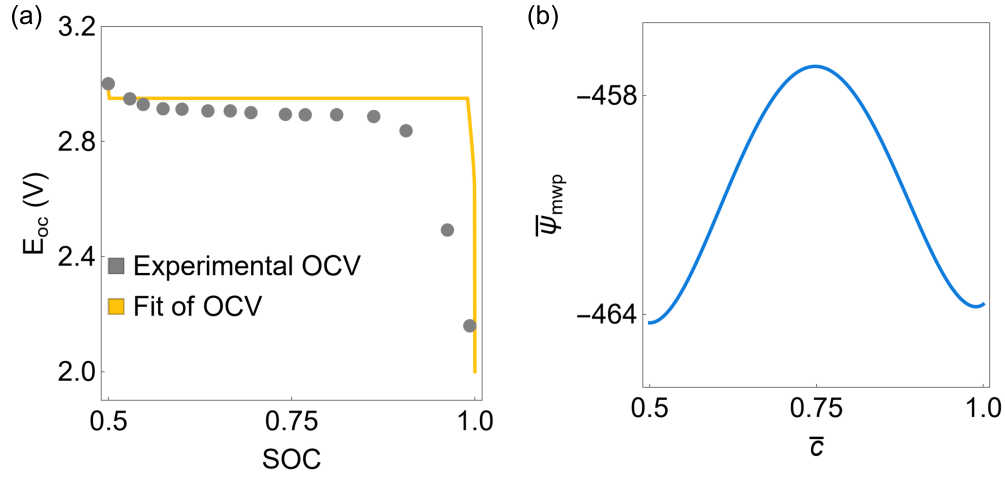 (a)
3.2
2.8
2.4
2.0
E_oc (V)
Experimental OCV
Fit of OCV
0.5
0.75
1.0
SOC
(b)
−458
−464
ψ̅_mwp
0.5
0.75
1.0
c̅